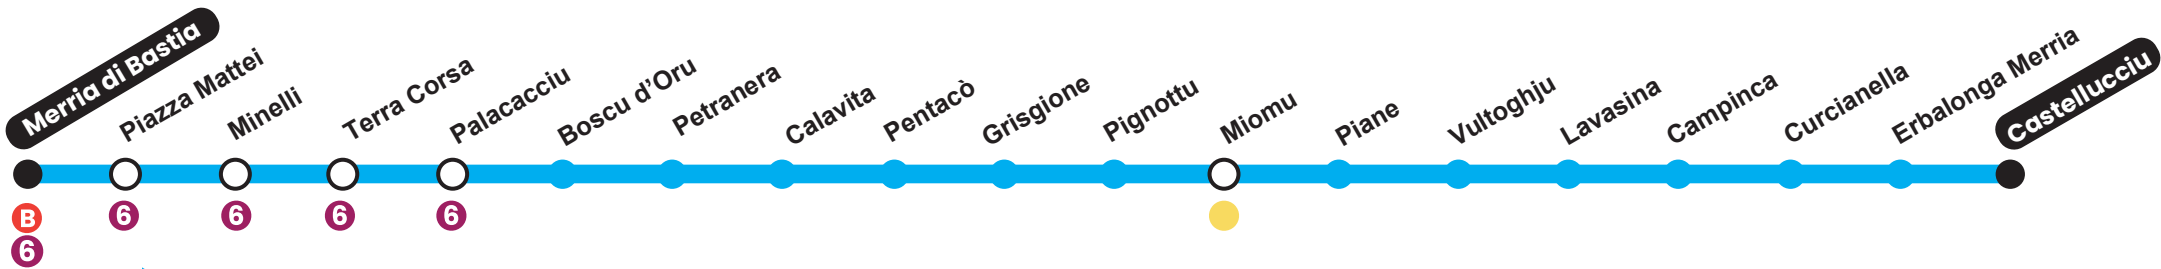 Merria di Bastia
Piazza Mattei
Minelli
Terra Corsa
Palacacciu
Boscu d’Oru
Petranera
Calavita
Pentacò
Grisgione
Pignottu
Miomu
Piane
Vultoghju
Lavasina
Campinca
Curcianella
Erbalonga Merria
Castellucciu
B
6
6
6
6
6